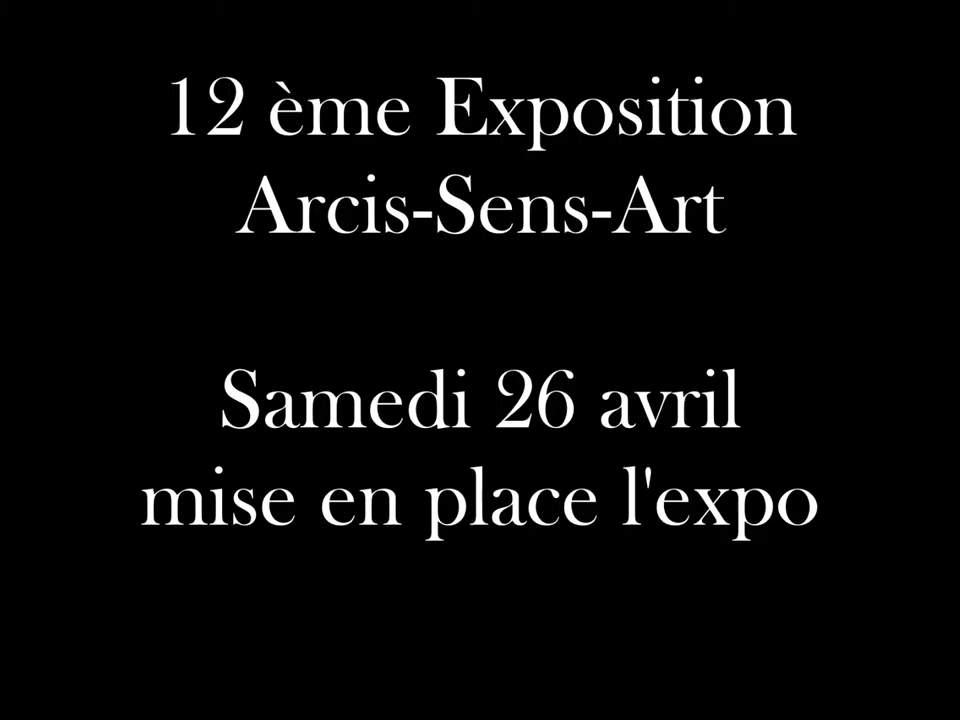 12 ème Exposition
Arcis-Sens-Art
Samedi 26 avril
mise en place l'expo